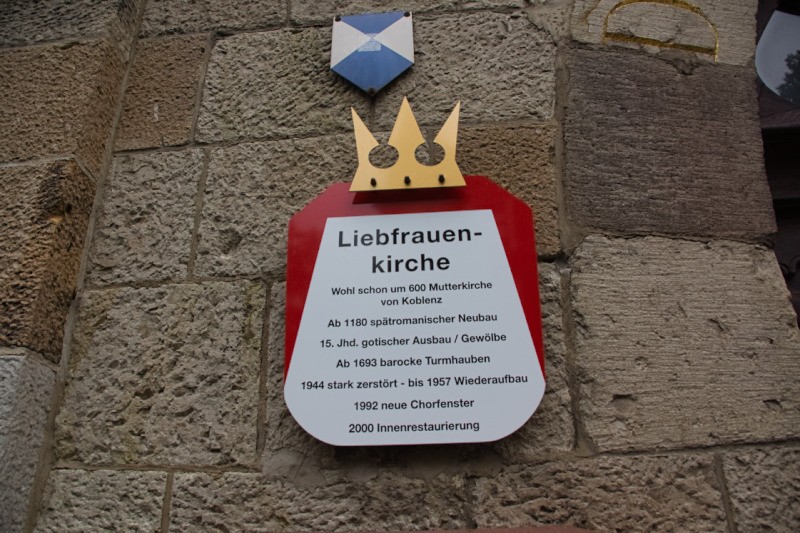 Liebfrauen-
kirche
Wohl schon um 600 Mutterkirche
von Koblenz
Ab 1180 spätromanischer Neubau
15. Jhd. gotischer Ausbau / Gewölbe
Ab 1693 barocke Turmhauben
1944 stark zerstört - bis 1957 Wiederaufbau
1992 neue Chorfenster
2000 Innenrestaurierung